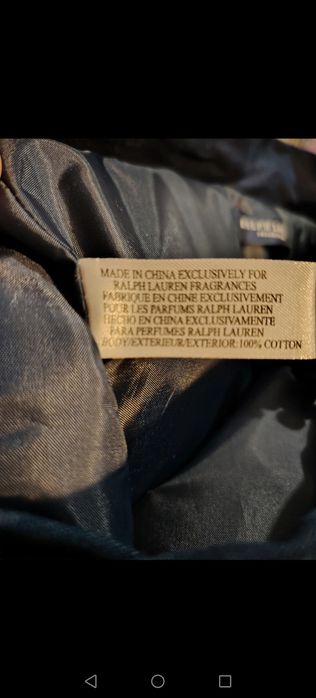 MADE IN CHINA EXCLUSIVELY FOR
RALPH LAUREN FRAGRANCES
FABRIQUE EN CHINE EXCLUSIVEMENT
POUR LES PARFUMS RALPH LAUREN
HECHO EN CHINA EXCLUSIVAMENTE
PARA PERFUMES RALPH LAUREN
BODY/EXTERIEUR/EXTERIOR:100% COTTON